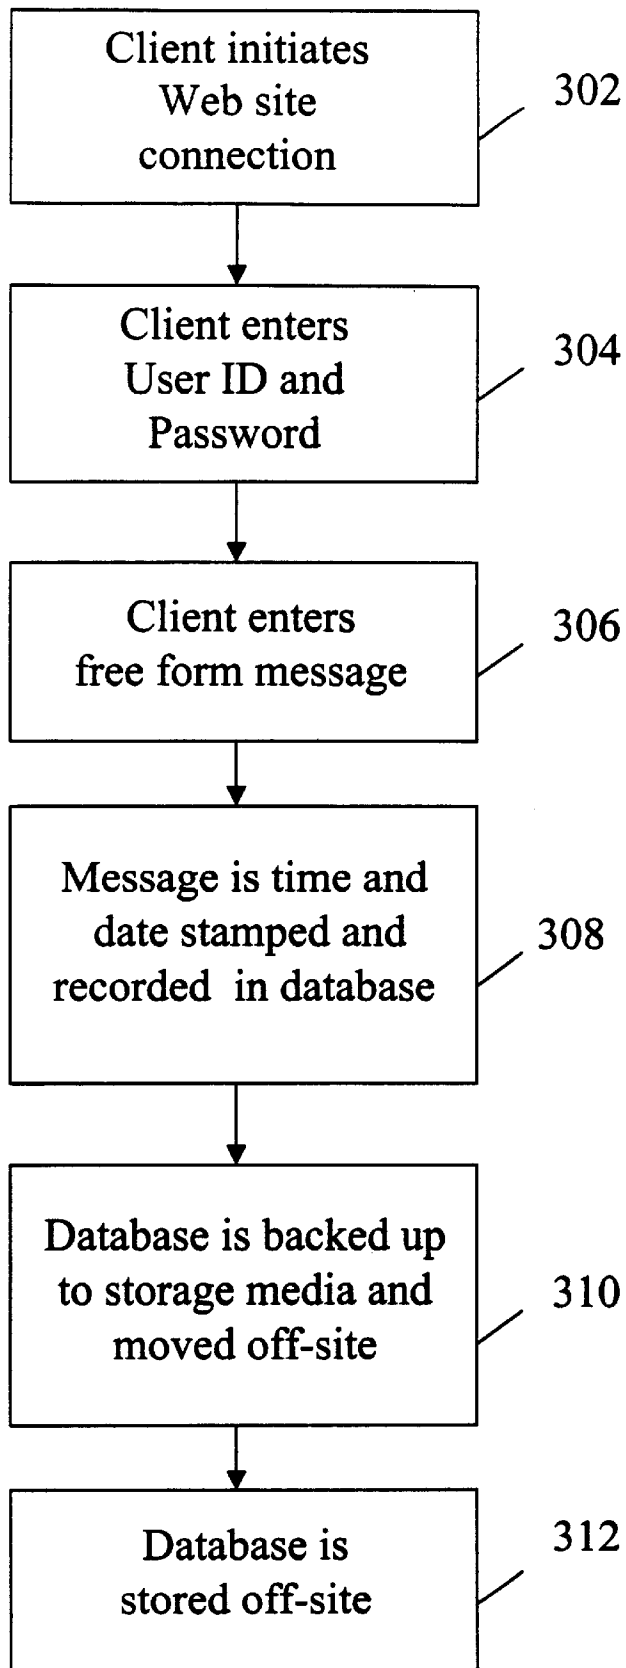 Client initiates
Web site
connection
302
Client enters
User ID and
Password
304
Client enters
free form message
306
Message is time and
date stamped and
recorded in database
308
Database is backed up
to storage media and
moved off-site
310
Database is
stored off-site
312